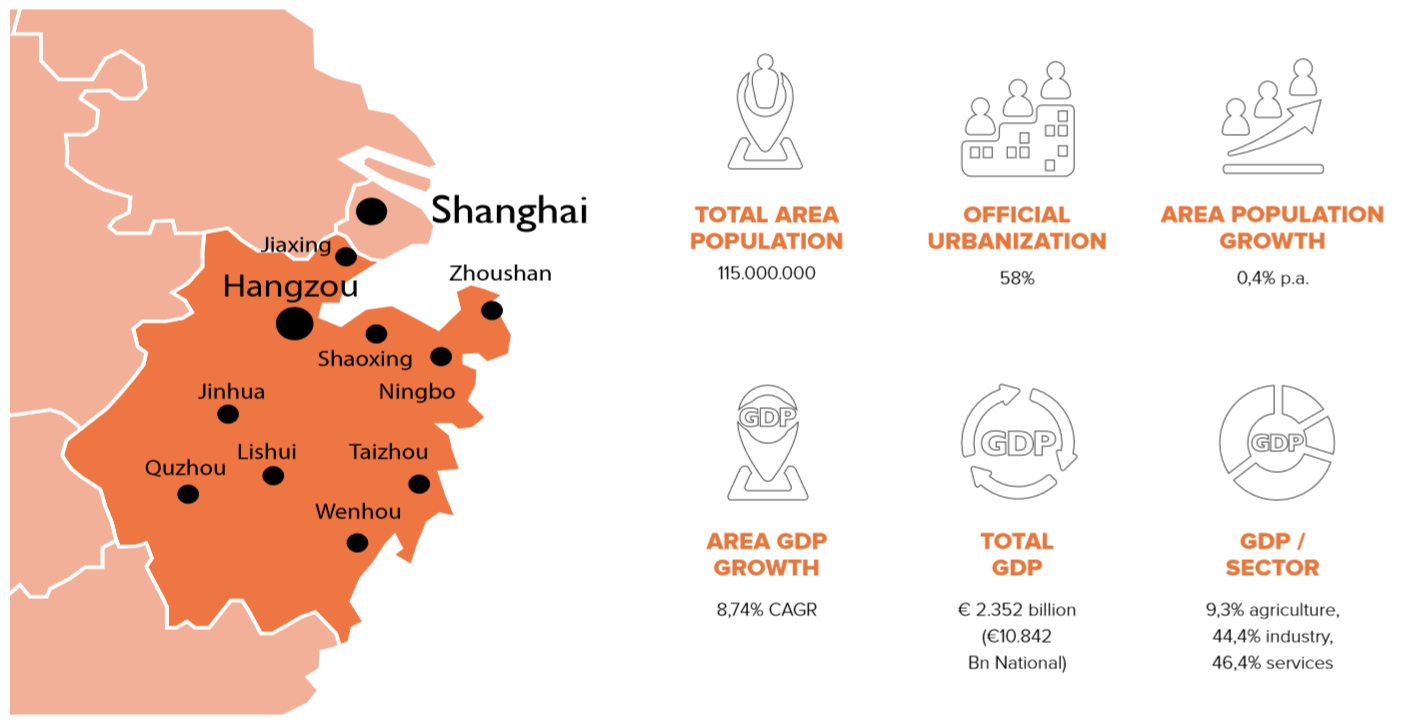 Shanghai
Jiaxing
Hangzou
Zhoushan
Shaoxing
Ningbo
Jinhua
Lishui
Taizhou
Quzhou
Wenhou
TOTAL AREA
POPULATION
115.000.000
OFFICIAL
URBANIZATION
58%
AREA POPULATION
GROWTH
0,4% p.a.
GDP
AREA GDP
GROWTH
8,74% CAGR
GDP
TOTAL
GDP
€ 2.352 billion
(€10.842
Bn National)
GDP
GDP /
SECTOR
9,3% agriculture,
44,4% industry,
46,4% services